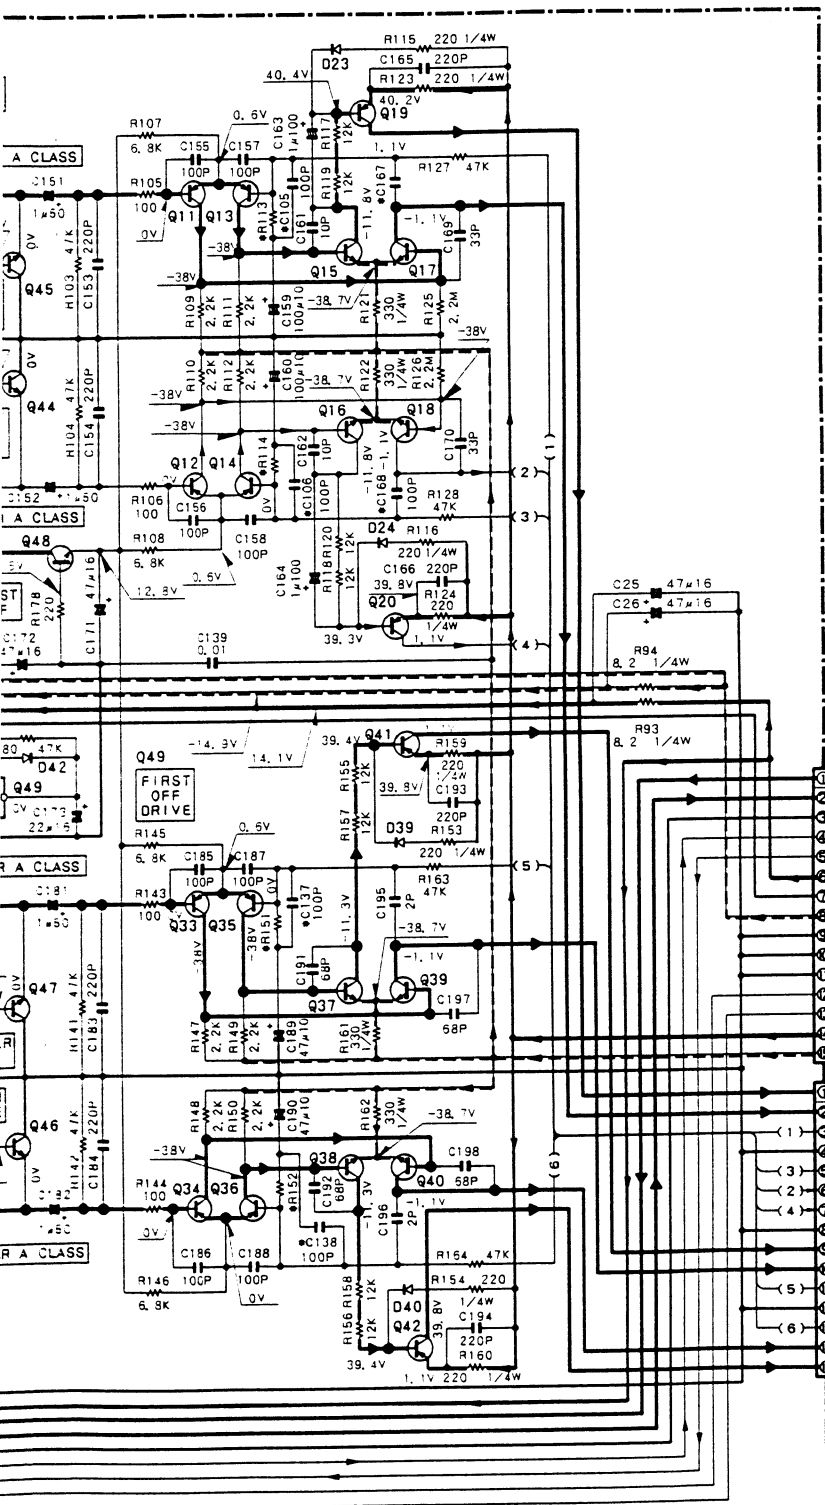 R115 220 1/4W
D23
C165 220P
R123 220 1/4W
40.4V
40.2V
Q19
R107
6.8K
0.6V
C163
1μ100
R117
12K
1.1V
A CLASS
C155
100P
C157
100P
R127 47K
C151
1μ50
R105
100
Q11
Q13
*R113
*C105
100P
C161
10P
R119
12K
-11.8V
*C167
-1.1V
C169
33P
0V
0V
Q45
R103 47K
220P
C153
-38V
-38V
Q15
Q17
-38.7V
R109
2.2K
R111
2.2K
C159
100μ10
R121
330
1/4W
R125
2.2M
-38V
0V
Q44
R104 47K
C154 220P
R110
2.2K
R112
2.2K
C160
100μ10
R122
330
1/4W
R126
2.2M
-38V
-38V
-38.7V
Q16
Q18
(1)
Q12
Q14
*R114
*C106
100P
C162
10P
-11.8V
-1.1V
*C168
100P
C170
33P
(2)
C152 1μ50
A CLASS
R106
100
0V
C156
100P
0V
C158
100P
R128
47K
(3)
Q48
R108
6.8K
0.6V
12.8V
R178
220
C171
47μ16
C164
1μ100
R118
12K
R120
12K
D24
R116
220 1/4W
C166 220P
39.8V
R124
220
1/4W
Q20
39.3V
1.1V
(4)
C25 47μ16
C26 47μ16
C172
47μ16
C139
0.01
R94
8.2 1/4W
-14.9V
14.1V
R93
8.2 1/4W
Q49
FIRST
OFF
DRIVE
80 47K
D42
Q49
0V
22μ16
39.4V
Q41
R159
220
1/4W
R155
12K
39.8V
C193
220P
R157
12K
D39
R153
220 1/4W
R145
6.8K
0.6V
R A CLASS
C185
100P
C187
100P
(5)
R163
47K
C181
1μ50
R143
100
0V
Q33
Q35
*R151
0V
*C137
100P
-11.3V
C195
2P
-38.7V
-1.1V
-38V
-38V
C191
68P
Q37
Q39
C197
68P
Q47
R141 47K
C183 220P
R147
2.2K
R149
2.2K
C189
47μ10
R161
330
1/4W
Q46
0V
R142 47K
C184 220P
R148
2.2K
R150
2.2K
C190
47μ10
R162
330
1/4W
-38.7V
-38V
Q38
Q40
C198
68P
(6)
R144
100
Q34
Q36
*R152
C192
68P
-11.3V
C196
2P
-1.1V
C182
1μ50
0V
R A CLASS
C186
100P
C188
100P
*C138
100P
R164 47K
R146
6.8K
0V
R158
12K
R156
12K
D40
Q42
39.8V
R154 220
1/4W
C194
220P
R160
39.4V
1.1V 220 1/4W
(1)
(3)
(2)
(4)
(5)
(6)